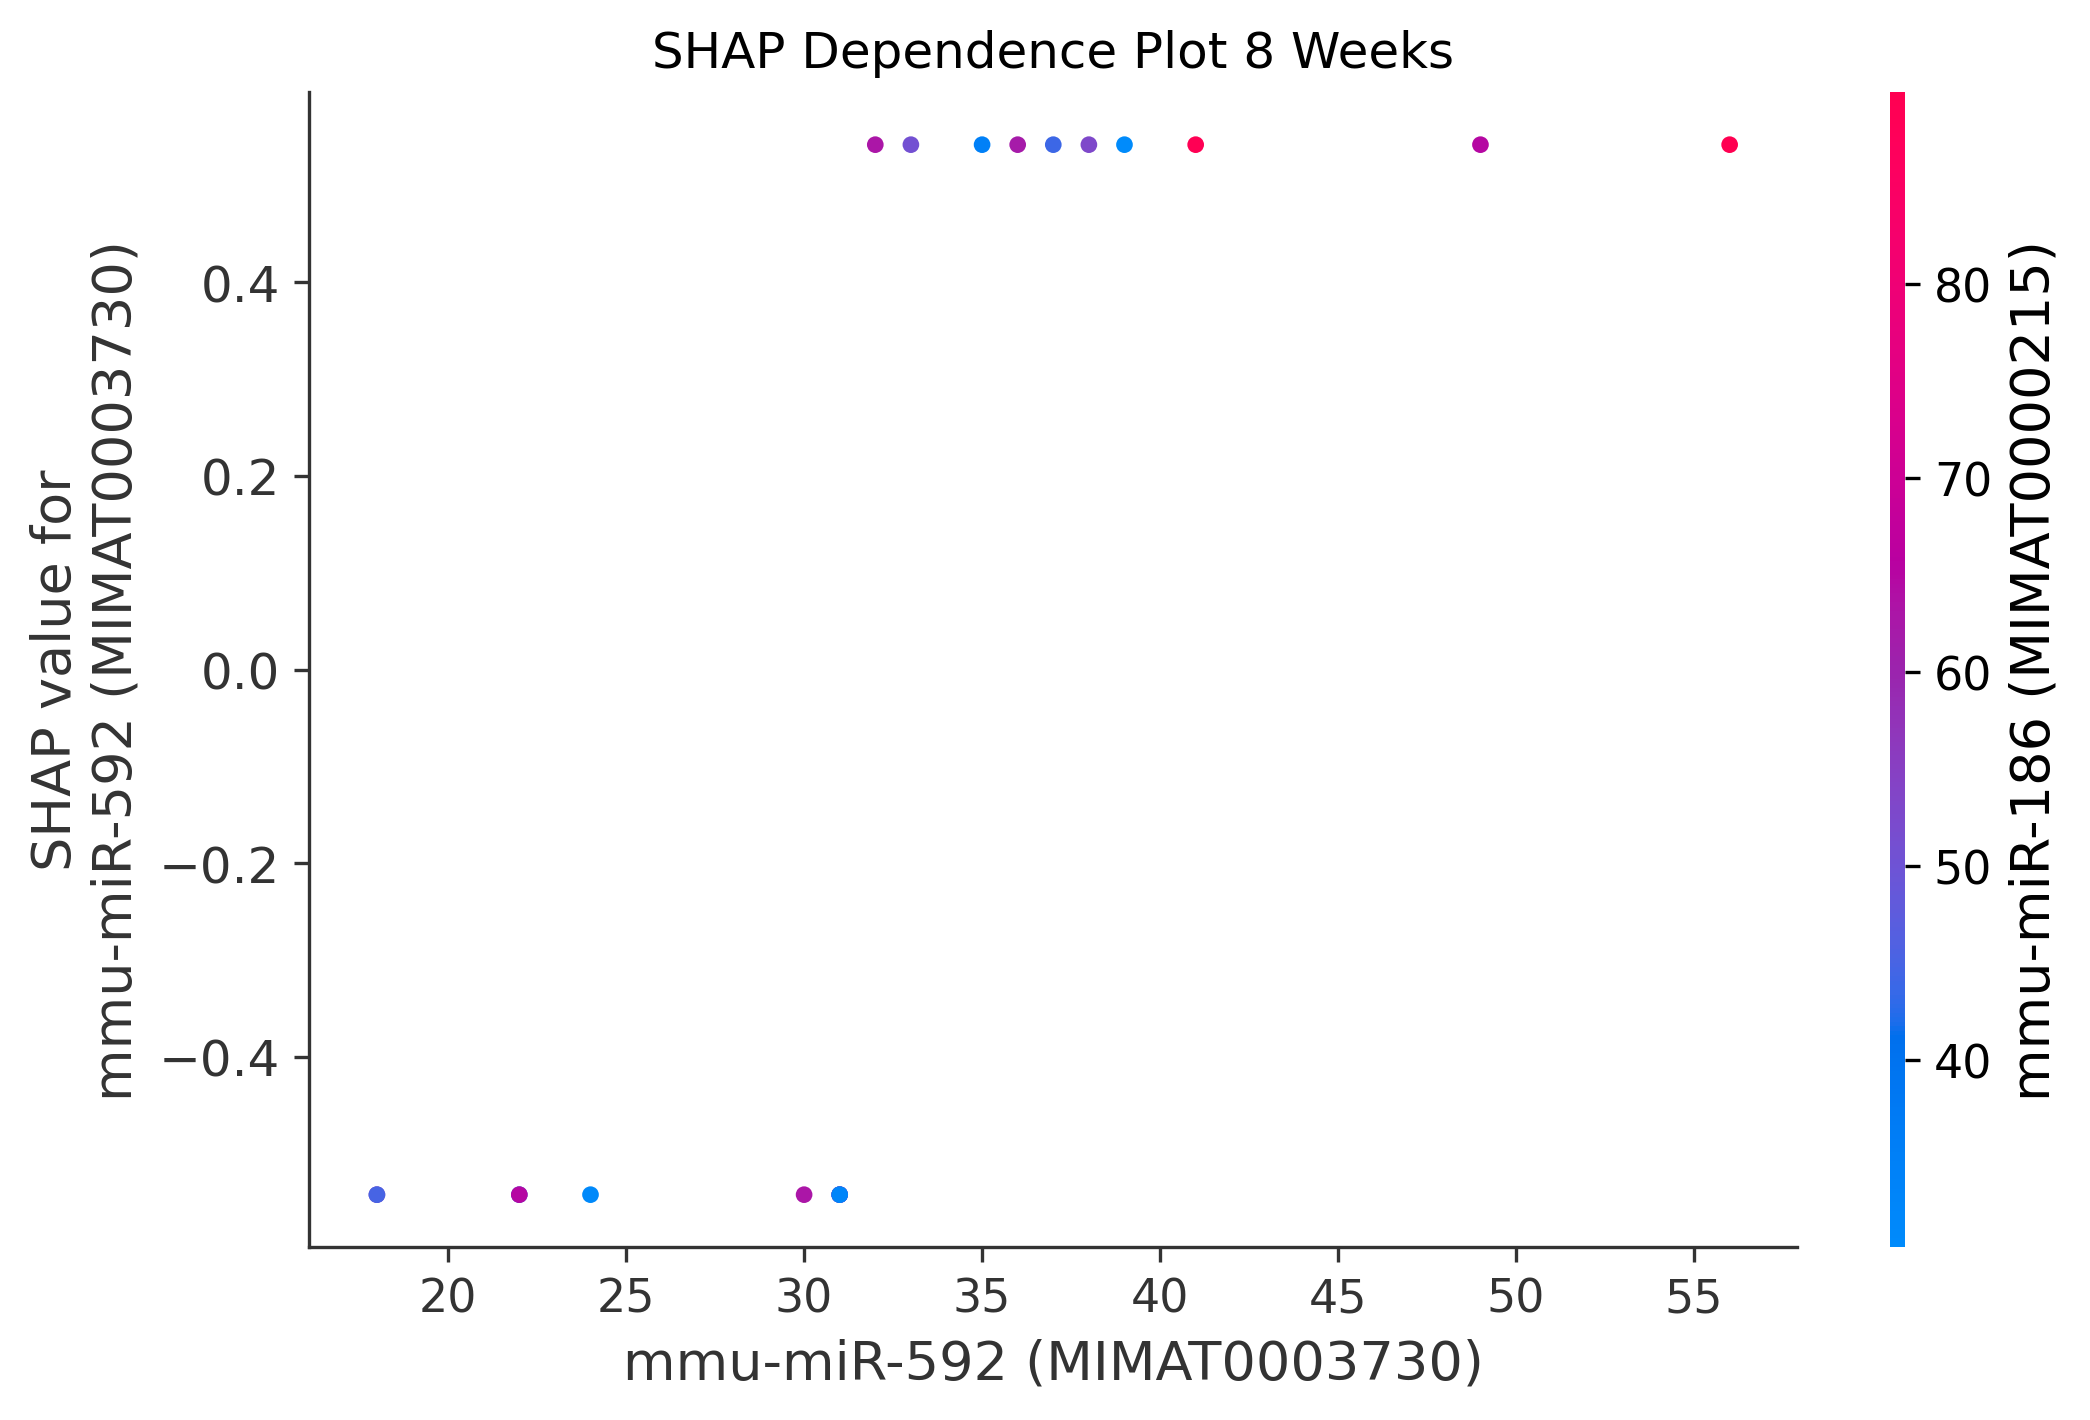 SHAP Dependence Plot 8 Weeks
SHAP value for
mmu-miR-592 (MIMAT0003730)
0.4
0.2
0.0
−0.2
−0.4
20 25 30 35 40 45 50 55
mmu-miR-592 (MIMAT0003730)
80
70
60
50
40
mmu-miR-186 (MIMAT0000215)